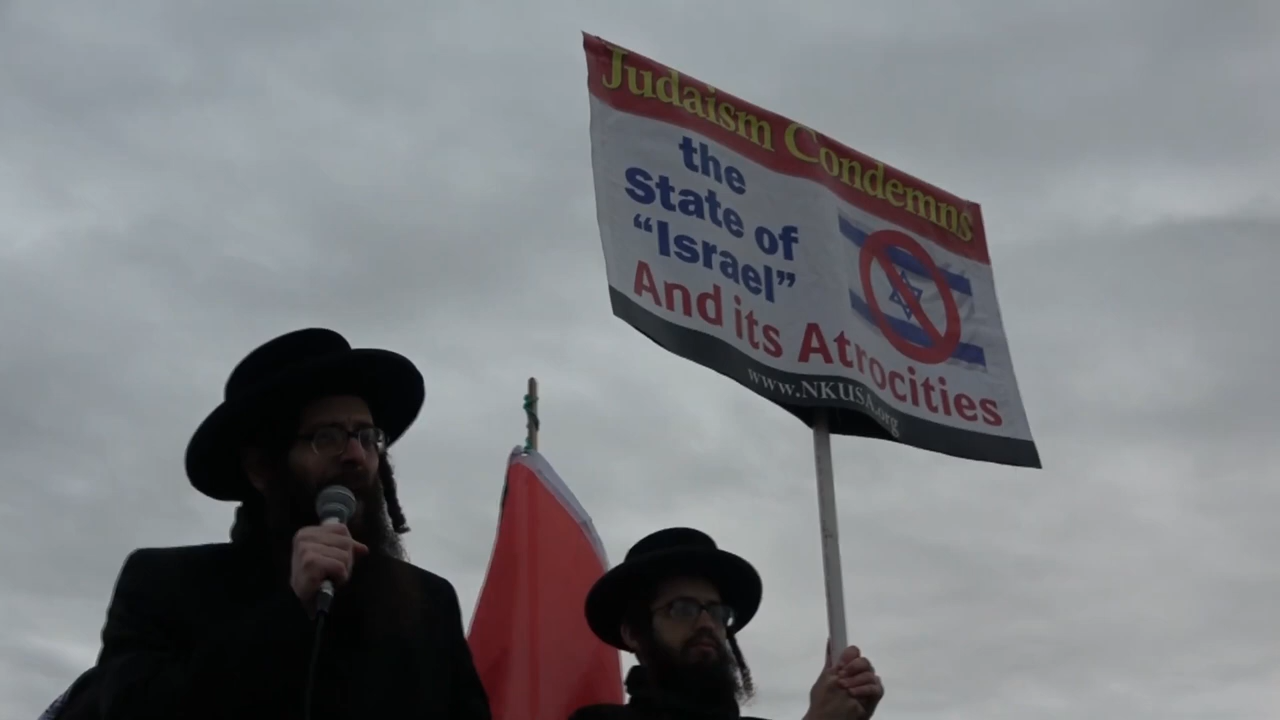 Judaism Condemns
the
State of
“Israel”
And its Atrocities
www.NKUSA.org